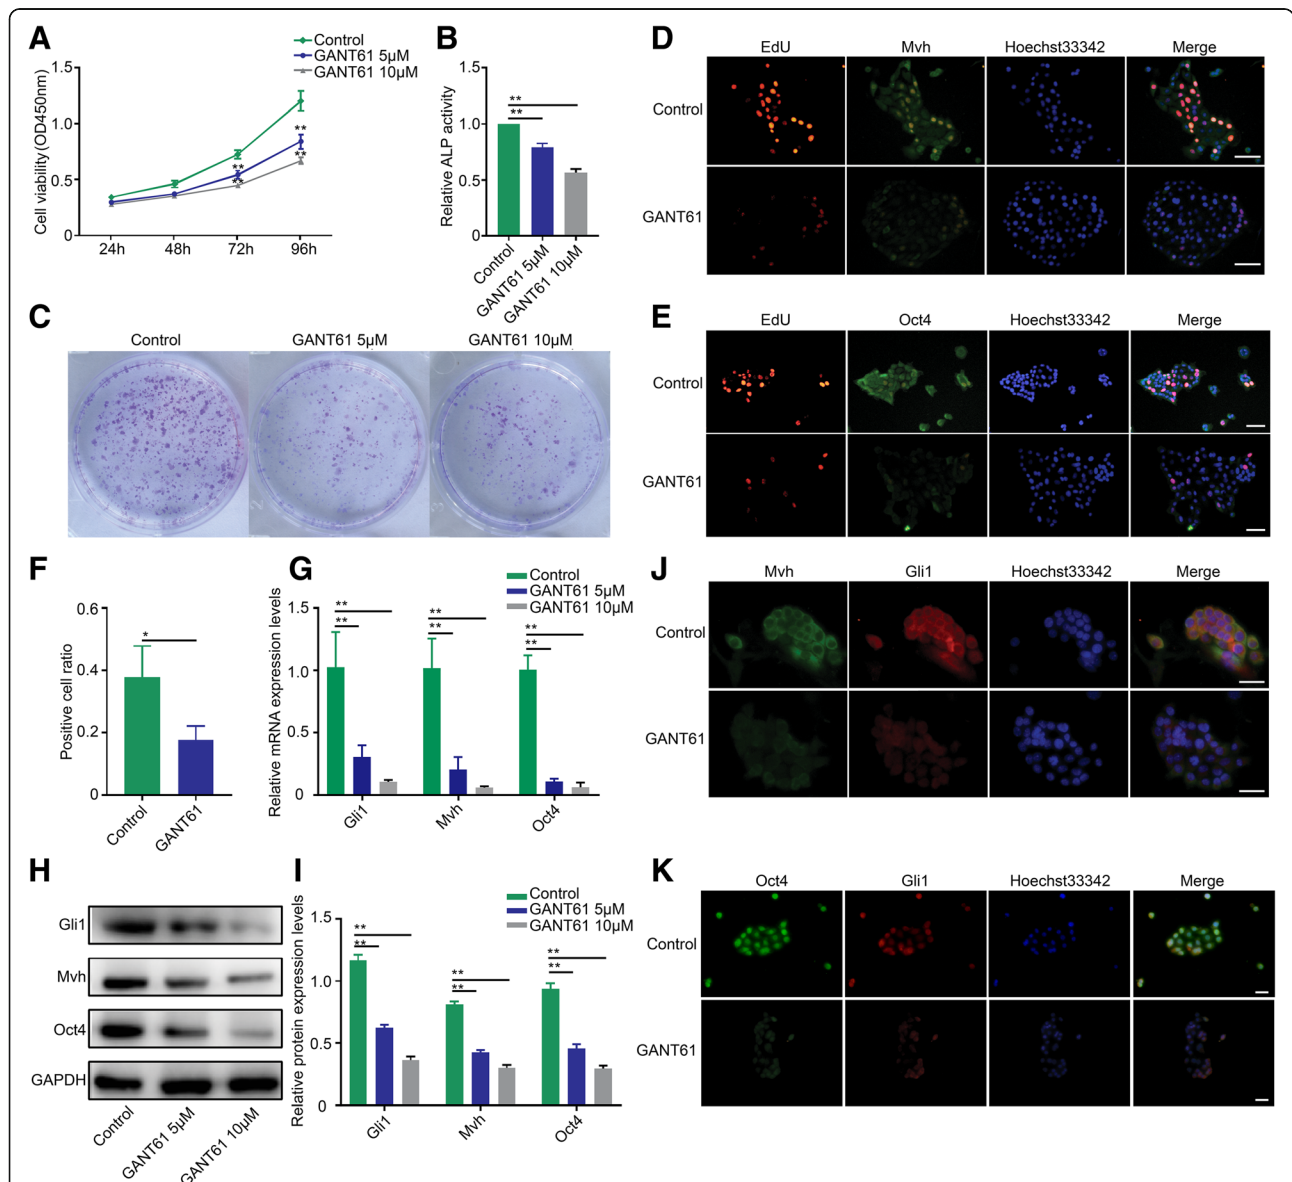 A
Control
GANT61 5μM
GANT61 10μM
Cell viability (OD450nm)
1.5
1.0
0.5
0
**
**
**
**
24h 48h 72h 96h
B
Relative ALP activity
1.5
1.0
0.5
0
**
**
Control
GANT61 5μM
GANT61 10μM
C
Control GANT61 5μM GANT61 10μM
D
EdU Mvh Hoechst33342 Merge
Control
GANT61
E
EdU Oct4 Hoechst33342 Merge
Control
GANT61
F
Positive cell ratio
0.6
0.4
0.2
0
*
Control
GANT61
G
Control
GANT61 5μM
GANT61 10μM
Relative mRNA expression levels
1.5
1.0
0.5
0
**
**
**
**
**
**
Gli1 Mvh Oct4
H
Gli1
Mvh
Oct4
GAPDH
Control
GANT61 5μM
GANT61 10μM
I
Control
GANT61 5μM
GANT61 10μM
Relative protein expression levels
1.5
1.0
0.5
0
**
**
**
**
**
**
Gli1 Mvh Oct4
J
Mvh Gli1 Hoechst33342 Merge
Control
GANT61
K
Oct4 Gli1 Hoechst33342 Merge
Control
GANT61